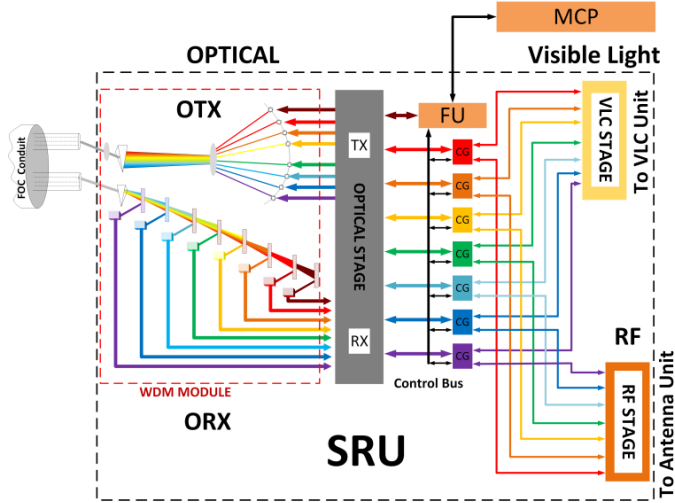 MCP
OPTICAL
Visible Light
OTX
FU
FOC Conduit
TX
OPTICAL STAGE
RX
CG
CG
CG
CG
CG
CG
CG
VLC STAGE
To VLC Unit
RF
RF STAGE
To Antenna Unit
Control Bus
WDM MODULE
ORX
SRU